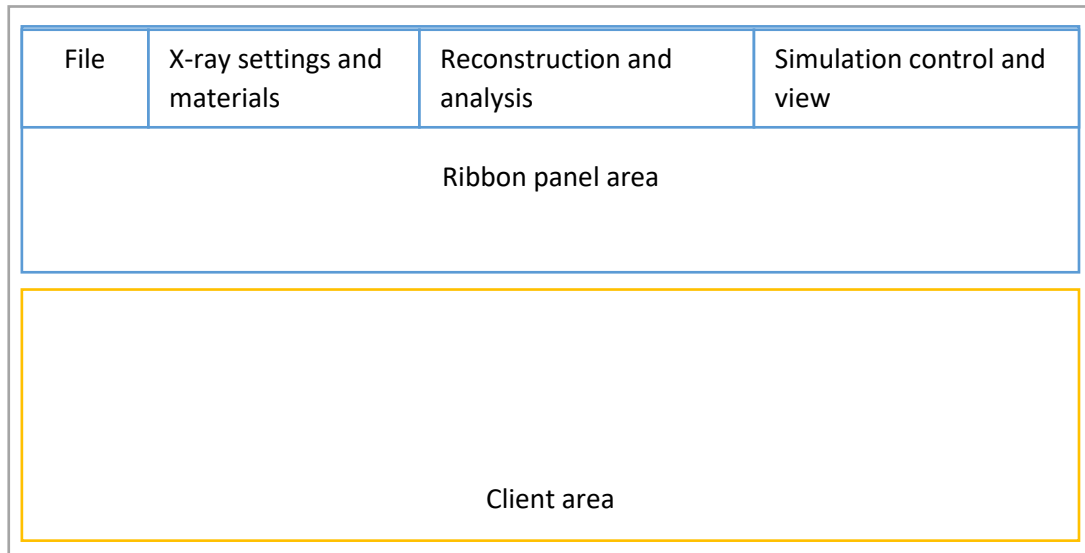 File
X-ray settings and
materials
Reconstruction and
analysis
Simulation control and
view
Ribbon panel area
Client area